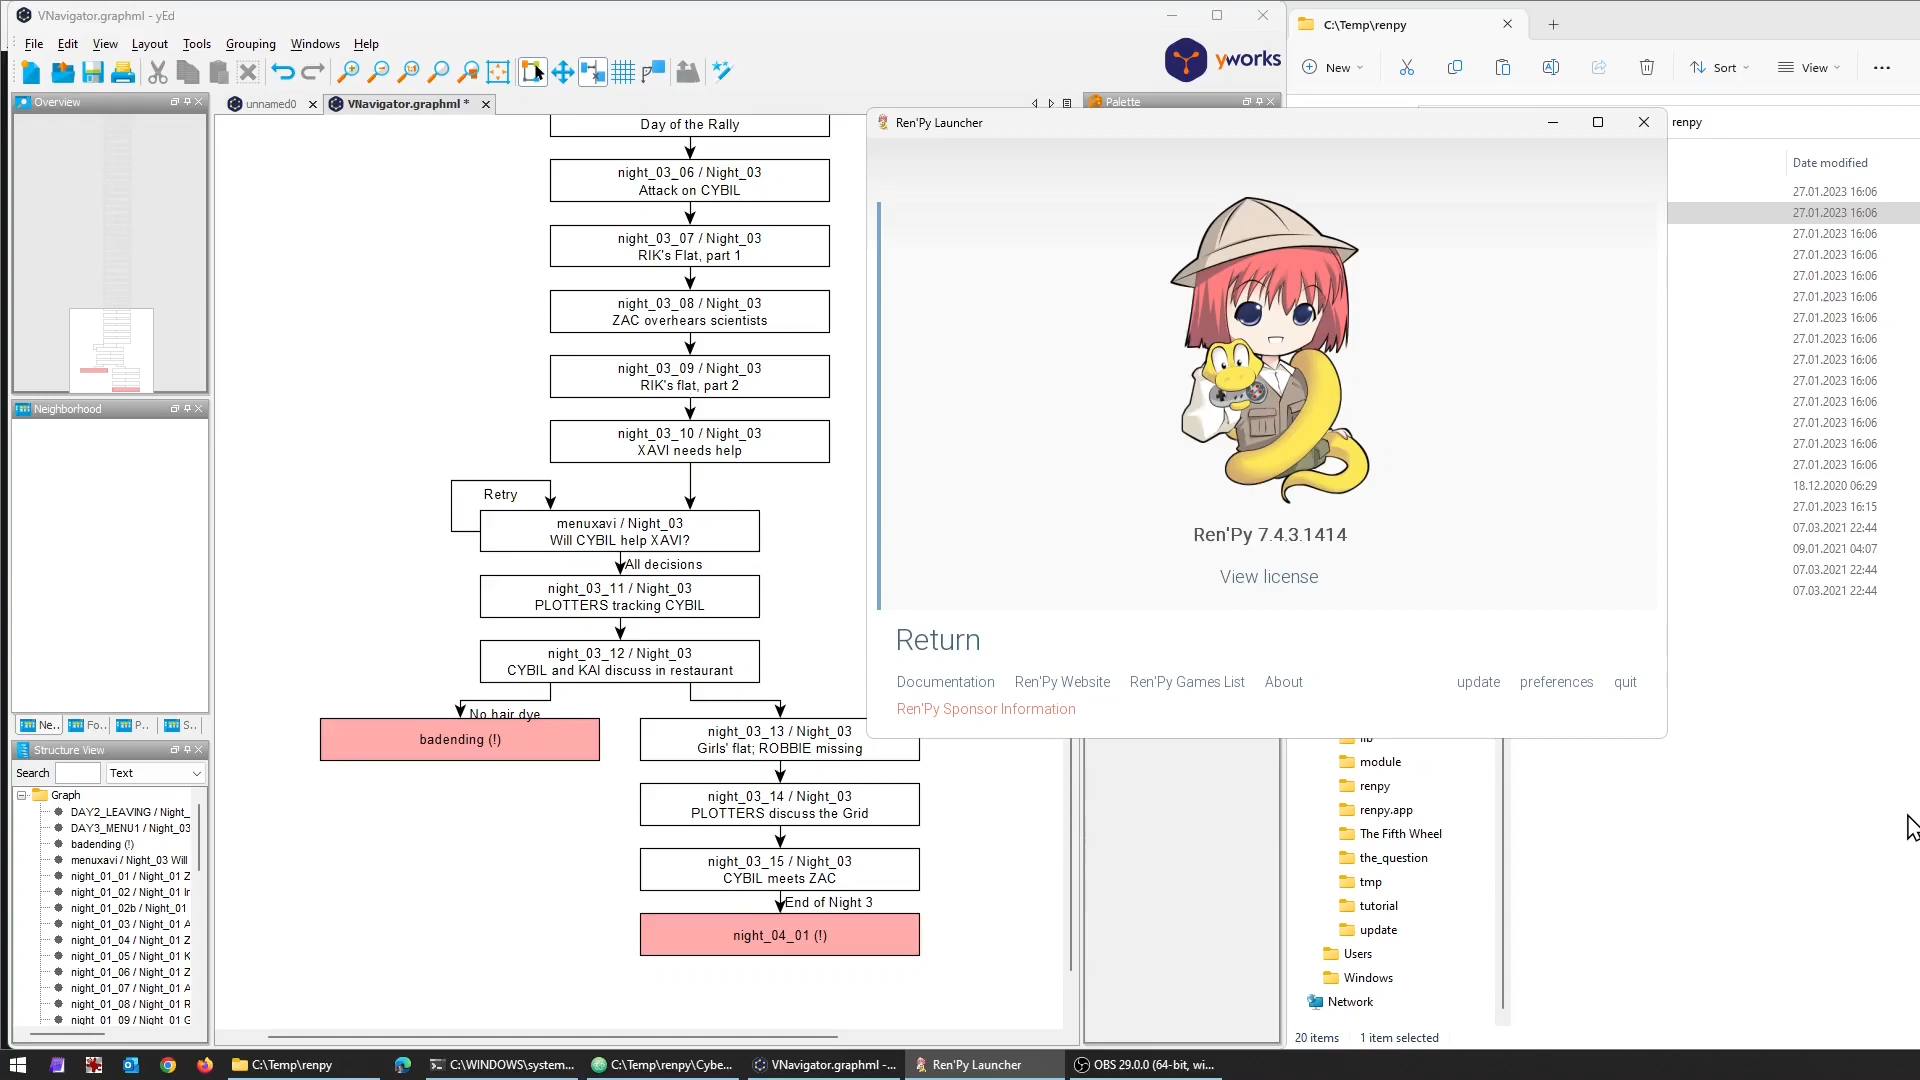 VNavigator.graphml - yEd
File Edit View Layout Tools Grouping Windows Help
yworks
Overview
unnamed0
VNavigator.graphml *
Palette
Day of the Rally
night_03_06 / Night_03
Attack on CYBIL
night_03_07 / Night_03
RIK's Flat, part 1
night_03_08 / Night_03
ZAC overhears scientists
night_03_09 / Night_03
RIK's flat, part 2
night_03_10 / Night_03
XAVI needs help
Retry
menuxavi / Night_03
Will CYBIL help XAVI?
All decisions
night_03_11 / Night_03
PLOTTERS tracking CYBIL
night_03_12 / Night_03
CYBIL and KAI discuss in restaurant
No hair dye
badending (!)
night_03_13 / Night_03
Girls' flat; ROBBIE missing
night_03_14 / Night_03
PLOTTERS discuss the Grid
night_03_15 / Night_03
CYBIL meets ZAC
End of Night 3
night_04_01 (!)
Neighborhood
Ne..
Fo..
P..
S..
Structure View
Search
Text
Graph
DAY2_LEAVING / Night_
DAY3_MENU1 / Night_03
badending (!)
menuxavi / Night_03 Will
night_01_01 / Night_01 Z
night_01_02 / Night_01 Ir
night_01_02b / Night_01
night_01_03 / Night_01 A
night_01_04 / Night_01 Z
night_01_05 / Night_01 K
night_01_06 / Night_01 Z
night_01_07 / Night_01 A
night_01_08 / Night_01 R
night_01_09 / Night_01 G
Ren'Py Launcher
Ren'Py 7.4.3.1414
View license
Return
Documentation
Ren'Py Website
Ren'Py Games List
About
update
preferences
quit
Ren'Py Sponsor Information
C:\Temp\renpy
New
Sort
View
renpy
Date modified
27.01.2023 16:06
27.01.2023 16:06
27.01.2023 16:06
27.01.2023 16:06
27.01.2023 16:06
27.01.2023 16:06
27.01.2023 16:06
27.01.2023 16:06
27.01.2023 16:06
27.01.2023 16:06
27.01.2023 16:06
27.01.2023 16:06
27.01.2023 16:06
27.01.2023 16:06
18.12.2020 06:29
27.01.2023 16:15
07.03.2021 22:44
09.01.2021 04:07
07.03.2021 22:44
07.03.2021 22:44
lib
module
renpy
renpy.app
The Fifth Wheel
the_question
tmp
tutorial
update
Users
Windows
Network
20 items
1 item selected
C:\Temp\renpy
C:\WINDOWS\system...
C:\Temp\renpy\Cybe...
VNavigator.graphml -...
Ren'Py Launcher
OBS 29.0.0 (64-bit, wi...